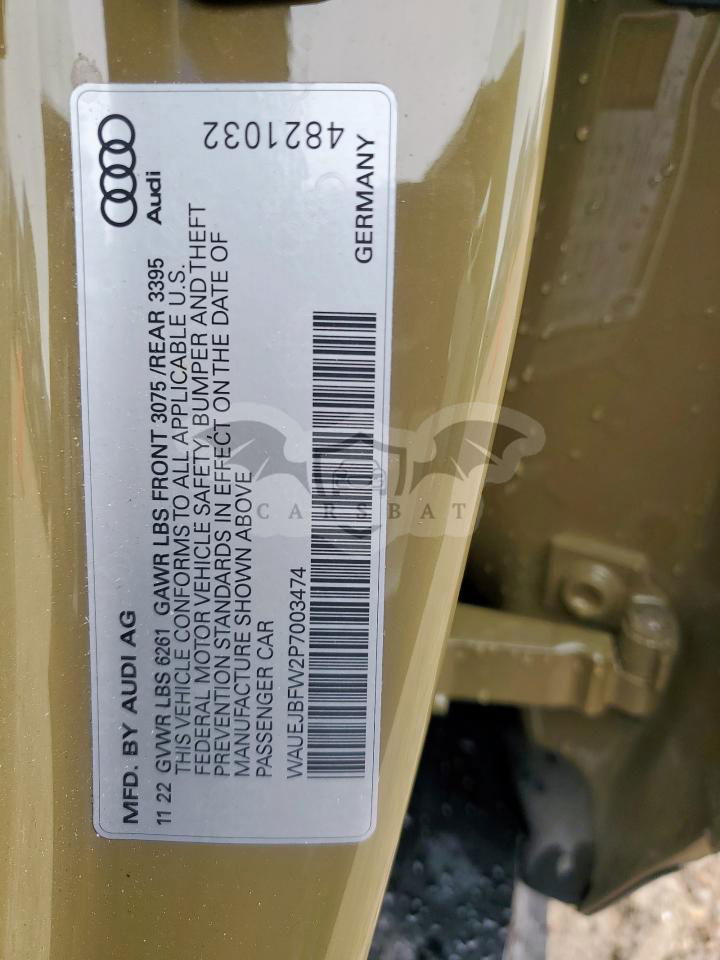 MFD. BY AUDI AG
Audi
11 22 GVWR LBS 6261 GAWR LBS FRONT 3075 /REAR 3395
THIS VEHICLE CONFORMS TO ALL APPLICABLE U.S.
FEDERAL MOTOR VEHICLE SAFETY, BUMPER AND THEFT
PREVENTION STANDARDS IN EFFECT ON THE DATE OF
MANUFACTURE SHOWN ABOVE
PASSENGER CAR
WAUEJBFW2P7003474
GERMANY
4821032
CARSBAT